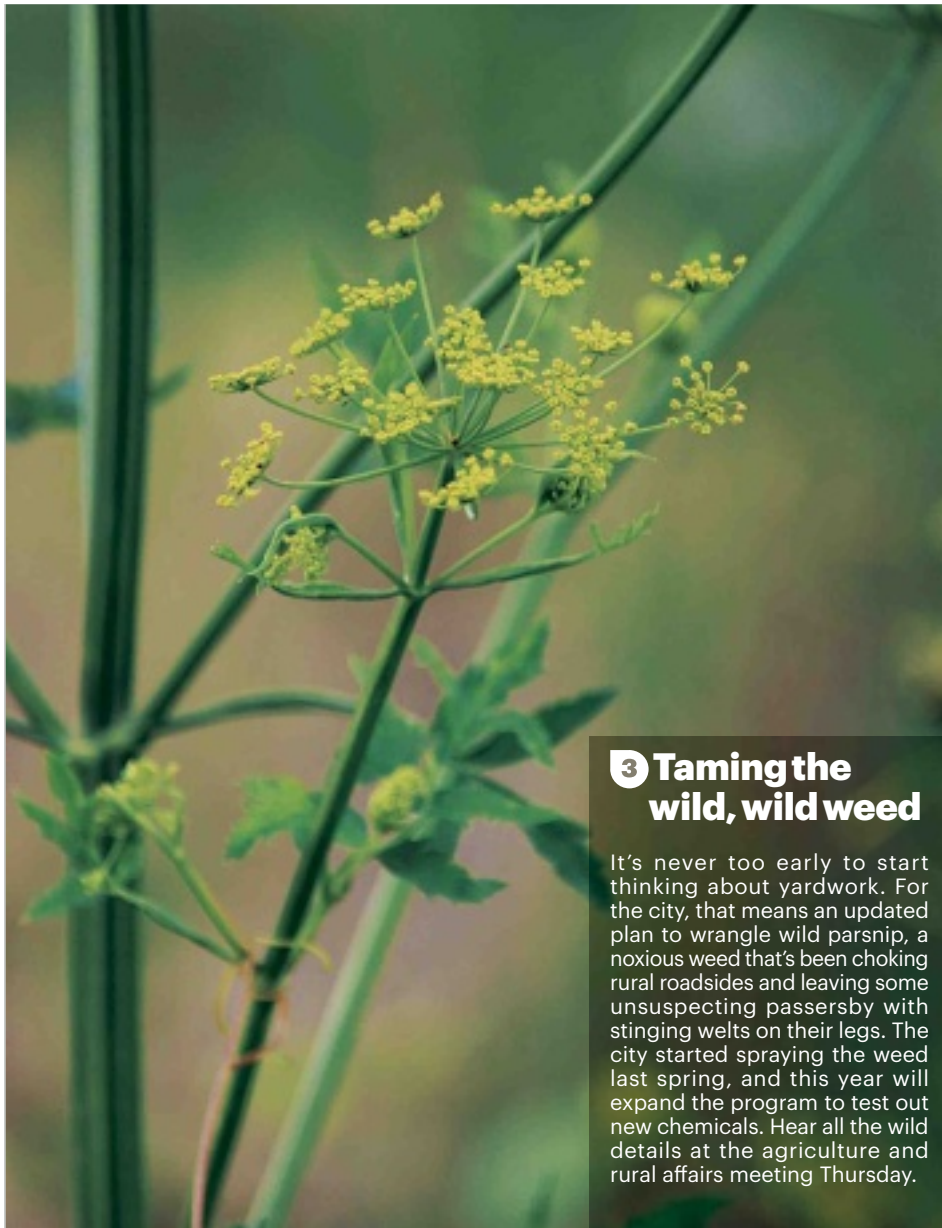 3 Taming the
wild, wild weed
It's never too early to start
thinking about yardwork. For
the city, that means an updated
plan to wrangle wild parsnip, a
noxious weed that's been choking
rural roadsides and leaving some
unsuspecting passersby with
stinging welts on their legs. The
city started spraying the weed
last spring, and this year will
expand the program to test out
new chemicals. Hear all the wild
details at the agriculture and
rural affairs meeting Thursday.